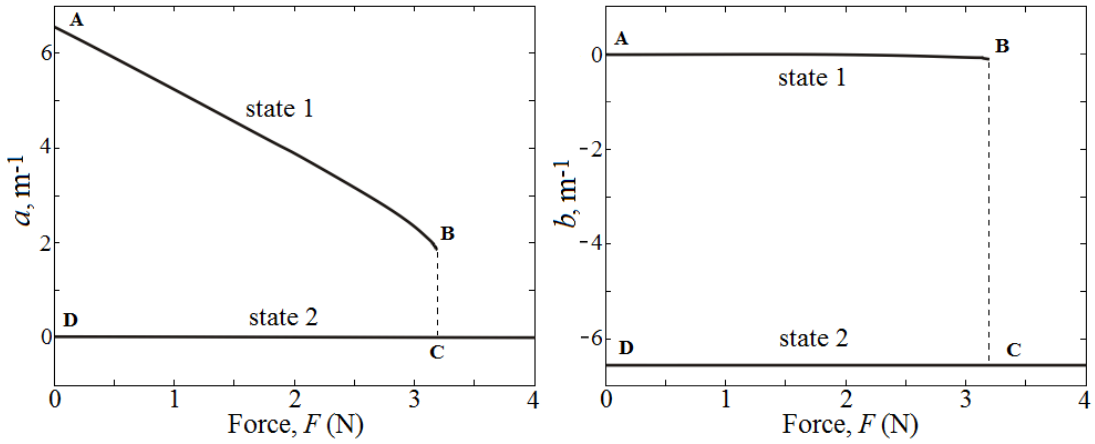 A
6
state 1
4
a, m-1
2
B
D
state 2
0
C
0 1 2 3 4
Force, F (N)
A
B
0
state 1
-2
b, m-1
-4
D
state 2
C
-6
0 1 2 3 4
Force, F (N)